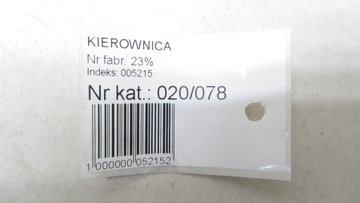 KIEROWNICA
Nr fabr. 23%
Indeks: 005215
Nr kat.: 020/078
1 000000 052152